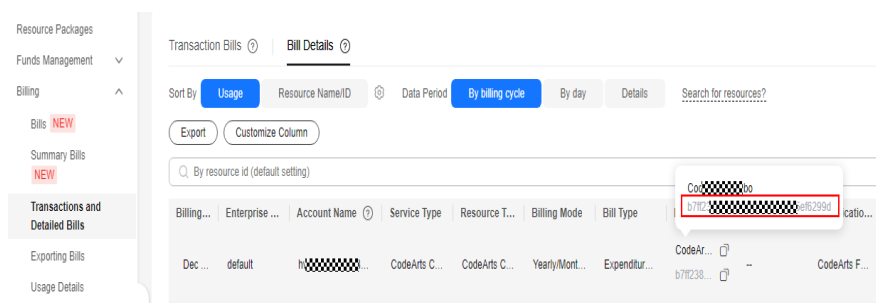 Resource Packages
Funds Management
Billing
Bills NEW
Summary Bills
NEW
Transactions and
Detailed Bills
Exporting Bills
Usage Details
Transaction Bills
Bill Details
Sort By Usage Resource Name/ID Data Period By billing cycle By day Details Search for resources?
Export Customize Column
By resource id (default setting)
Cod bo
b7ff2 6ef6299d
Billing... Enterprise ... Account Name Service Type Resource T... Billing Mode Bill Type icatio...
Dec ... default h ... CodeArts C... CodeArts C... Yearly/Mont... Expenditur... CodeAr... -- CodeArts F...
b7ff238...